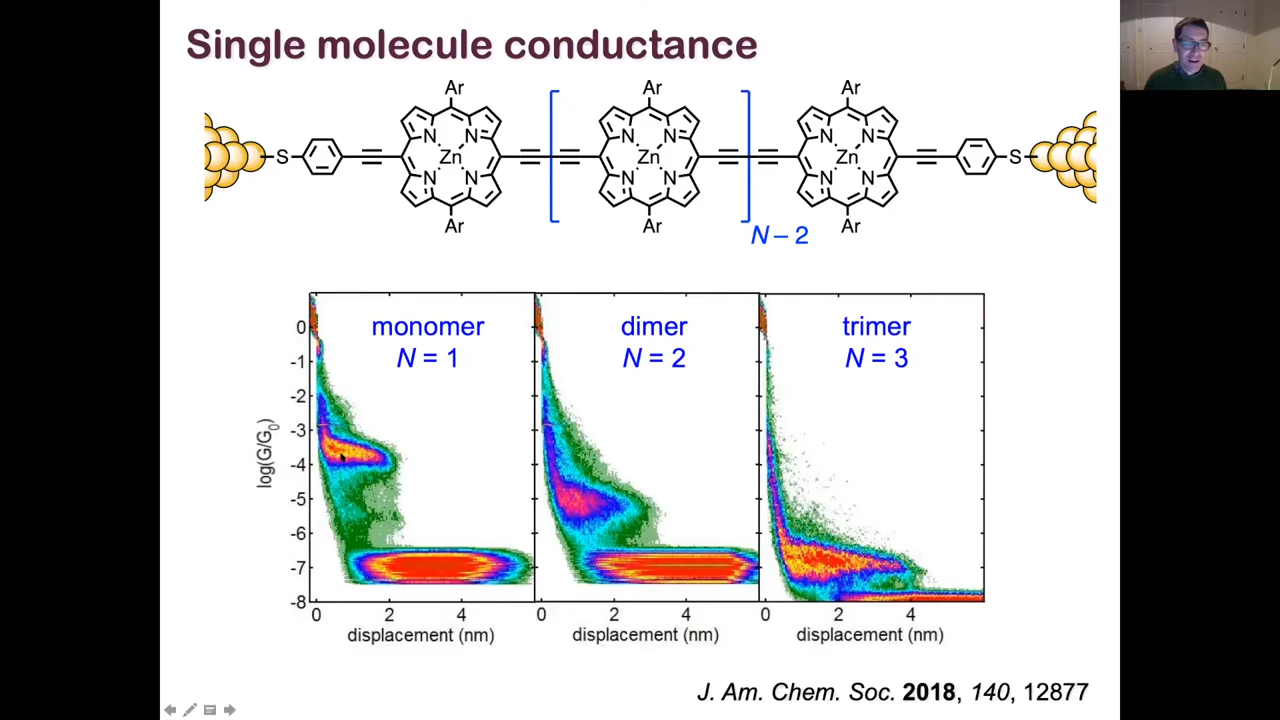 Single molecule conductance
Ar Ar Ar
N N N N N N
S Zn Zn Zn S
N N N N N N
Ar Ar Ar
N – 2
monomer dimer trimer
N = 1 N = 2 N = 3
log(G/G0)
0
-1
-2
-3
-4
-5
-6
-7
-8
0 2 4 0 2 4 0 2 4
displacement (nm) displacement (nm) displacement (nm)
J. Am. Chem. Soc. 2018, 140, 12877